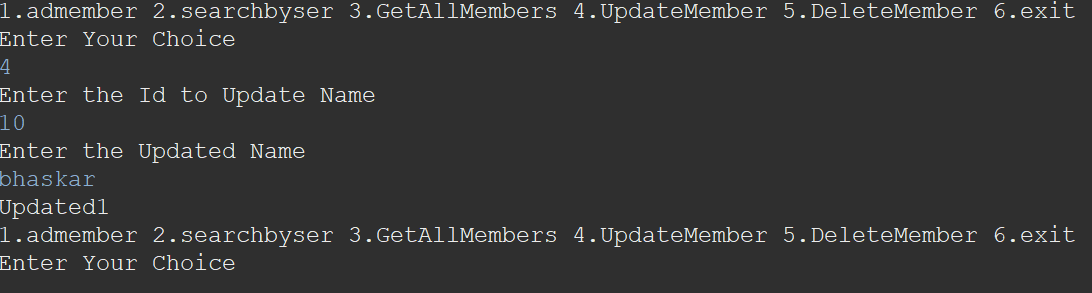 1.admember 2.searchbyser 3.GetAllMembers 4.UpdateMember 5.DeleteMember 6.exit
Enter Your Choice
4
Enter the Id to Update Name
10
Enter the Updated Name
bhaskar
Updated1
1.admember 2.searchbyser 3.GetAllMembers 4.UpdateMember 5.DeleteMember 6.exit
Enter Your Choice